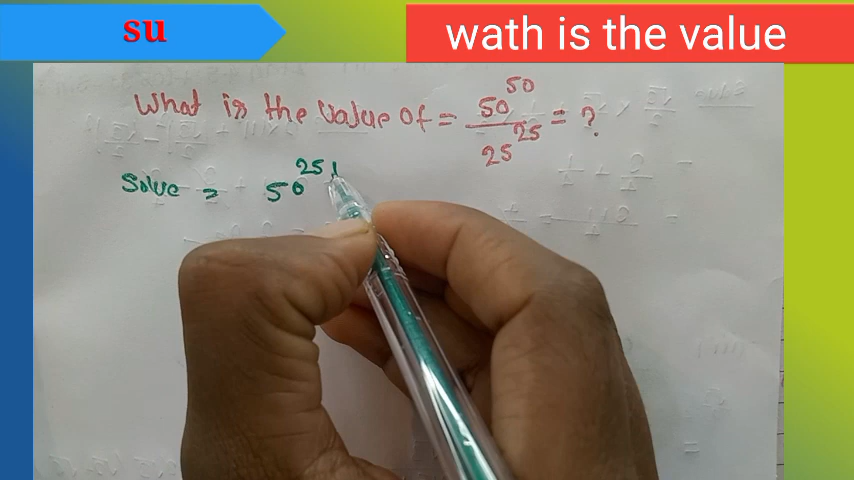 su
wath is the value
What is the value of = 50^50 / 25^25 = ?
Solve = 50^25+